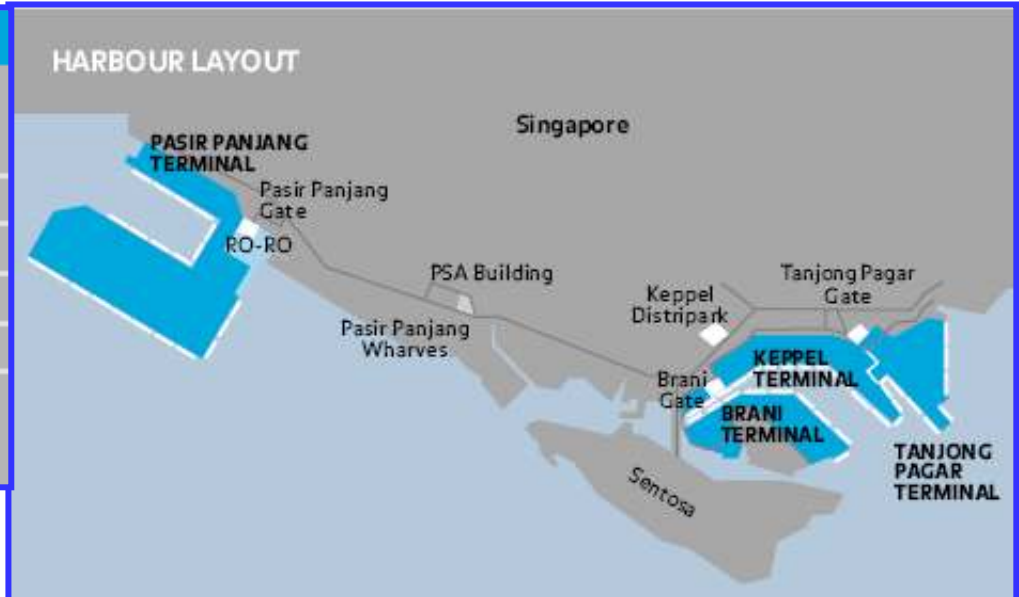 HARBOUR LAYOUT
Singapore
PASIR PANJANG
TERMINAL
Pasir Panjang
Gate
RO-RO
PSA Building
Pasir Panjang
Wharves
Keppel
Distripark
Tanjong Pagar
Gate
KEPPEL
TERMINAL
Brani
Gate
BRANI
TERMINAL
TANJONG
PAGAR
TERMINAL
Sentosa